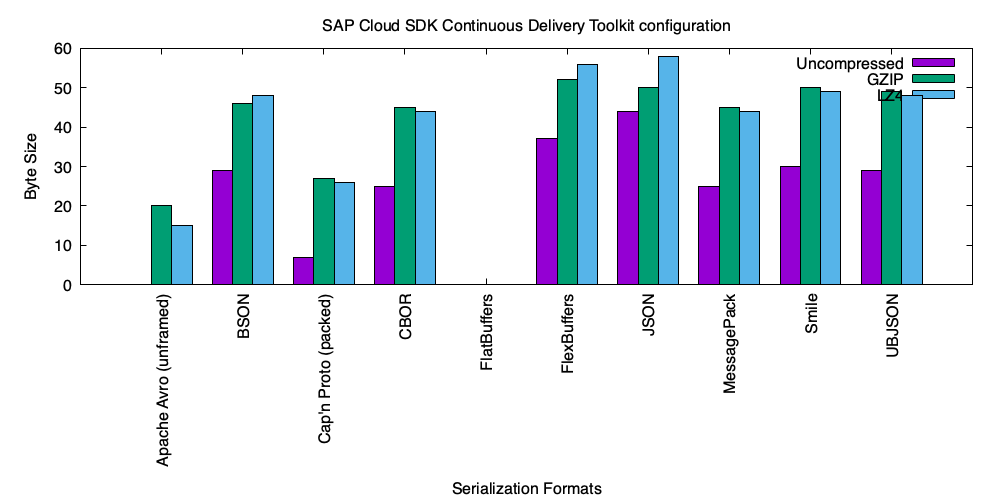 SAP Cloud SDK Continuous Delivery Toolkit configuration
60
50
40
30
20
10
0
Byte Size
Uncompressed
GZIP
LZ4
Apache Avro (unframed)
BSON
Cap'n Proto (packed)
CBOR
FlatBuffers
FlexBuffers
JSON
MessagePack
Smile
UBJSON
Serialization Formats